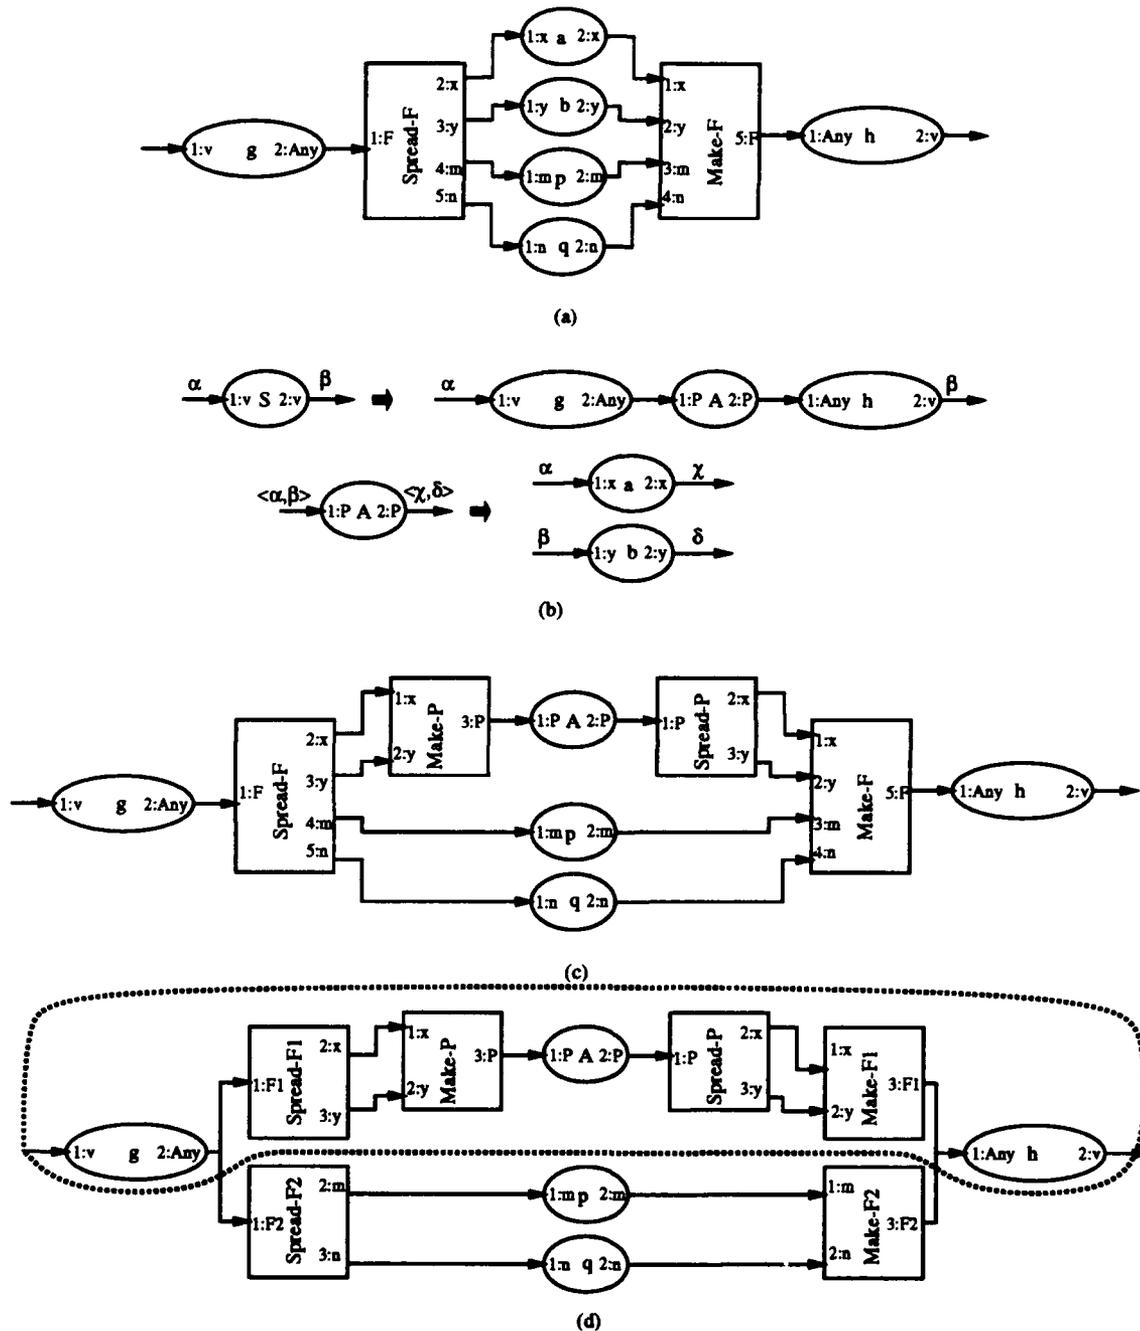 1:x a 2:x
2:x
1:x
1:y b 2:y
3:y
2:y
1:v g 2:Any
1:F
Spread-F
4:m
1:m p 2:m
3:m
Make-F
5:F
1:Any h 2:v
5:n
4:n
1:n q 2:n
(a)
α
1:v S 2:v
β
α
1:v g 2:Any
1:P A 2:P
1:Any h 2:v
β
<α,β>
1:P A 2:P
<χ,δ>
α
1:x a 2:x
χ
β
1:y b 2:y
δ
(b)
1:x
2:y
Make-P
3:P
1:P A 2:P
1:P
Spread-P
2:x
3:y
1:v g 2:Any
1:F
Spread-F
2:x
3:y
4:m
5:n
1:m p 2:m
1:n q 2:n
1:x
2:y
3:m
4:n
Make-F
5:F
1:Any h 2:v
(c)
1:v g 2:Any
1:F1
Spread-F1
2:x
3:y
1:x
2:y
Make-P
3:P
1:P A 2:P
1:P
Spread-P
2:x
3:y
1:x
2:y
Make-F1
3:F1
1:Any h 2:v
1:F2
Spread-F2
2:m
3:n
1:m p 2:m
1:n q 2:n
1:m
2:n
Make-F2
3:F2
(d)